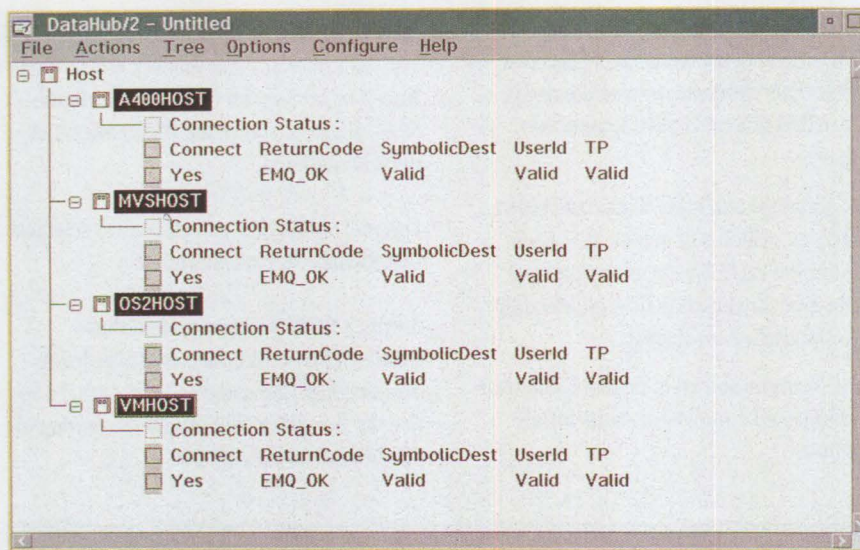 DataHub/2 - Untitled
File Actions Tree Options Configure Help
Host
A400HOST
Connection Status:
Connect ReturnCode SymbolicDest UserId TP
Yes EMQ_OK Valid Valid Valid
MVSHOST
Connection Status:
Connect ReturnCode SymbolicDest UserId TP
Yes EMQ_OK Valid Valid Valid
OS2HOST
Connection Status:
Connect ReturnCode SymbolicDest UserId TP
Yes EMQ_OK Valid Valid Valid
VMHOST
Connection Status:
Connect ReturnCode SymbolicDest UserId TP
Yes EMQ_OK Valid Valid Valid